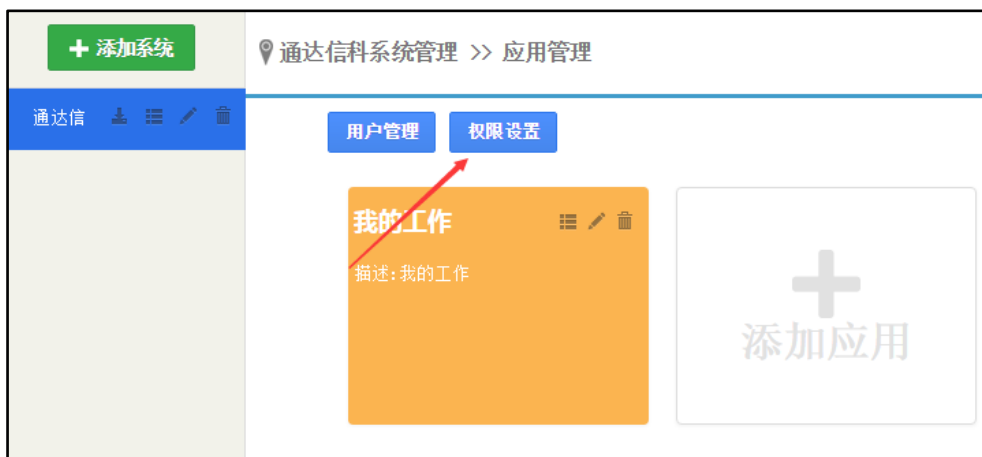 添加系统
通达信科系统管理 >> 应用管理
通达信
用户管理
权限设置
我的工作
描述:我的工作
添加应用